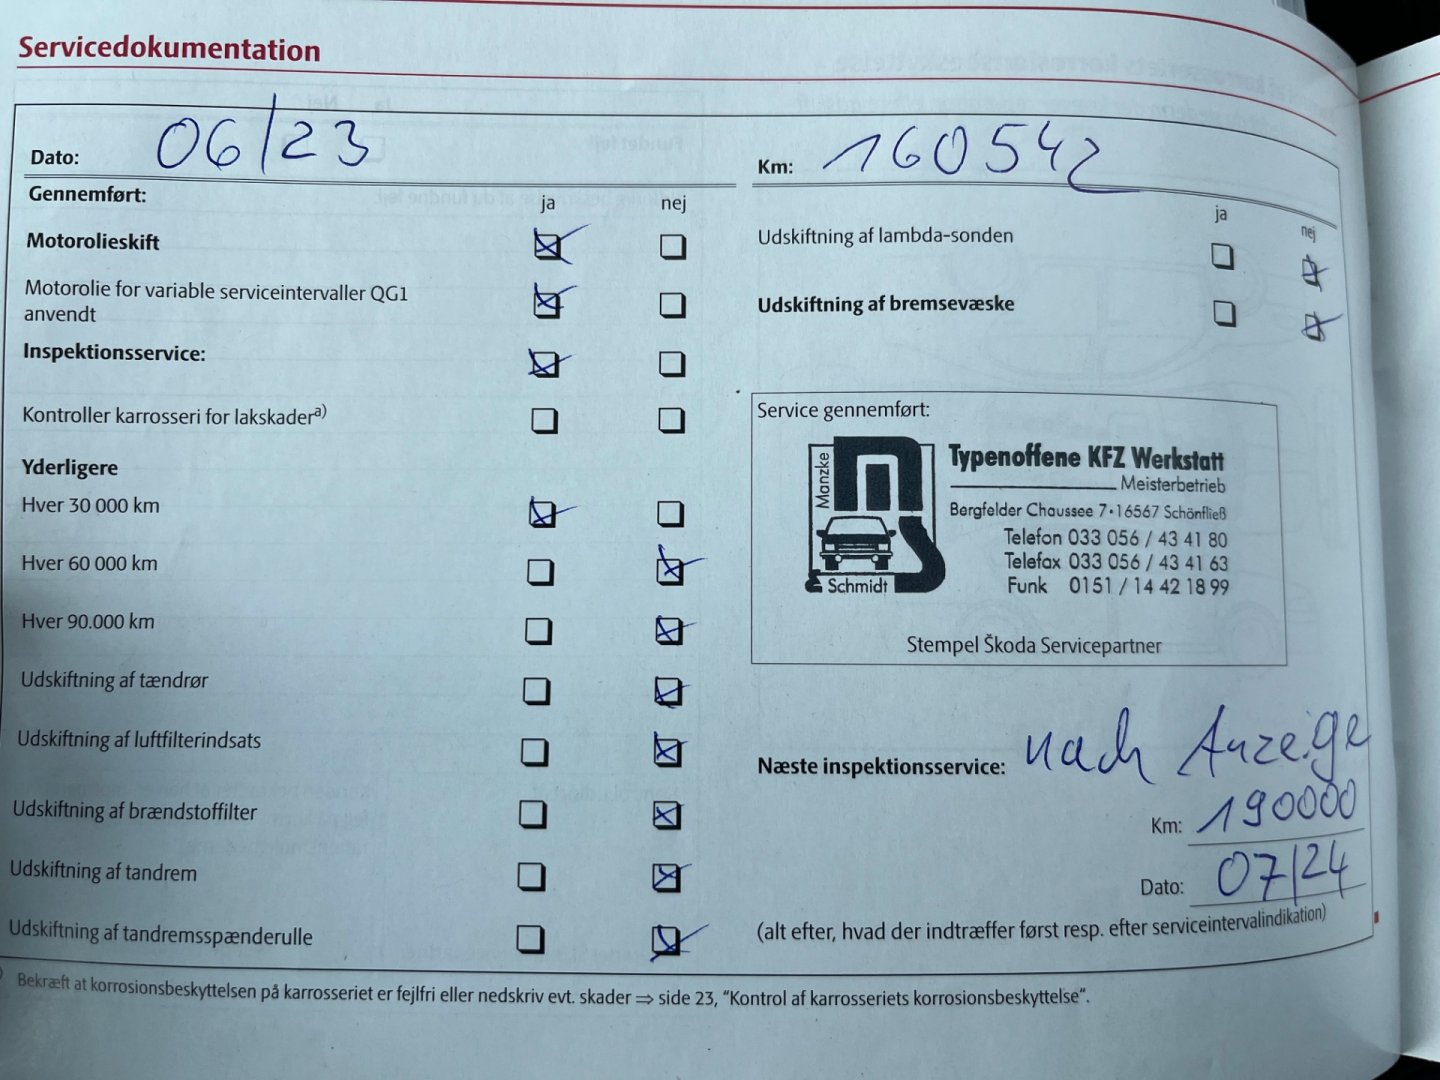 Servicedokumentation
Dato: 06/23
Km: 160542
Gennemført:
ja nej
Motorolieskift
Motorolie for variable serviceintervaller QG1
anvendt
Inspektionsservice:
Kontroller karrosseri for lakskader a)
Yderligere
Hver 30 000 km
Hver 60 000 km
Hver 90.000 km
Udskiftning af tændrør
Udskiftning af luftfilterindsats
Udskiftning af brændstoffilter
Udskiftning af tandrem
Udskiftning af tandremsspænderulle
ja nej
Udskiftning af lambda-sonden
Udskiftning af bremsevæske
Service gennemført:
Manzke
& Schmidt
Typenoffene KFZ Werkstatt
Meisterbetrieb
Bergfelder Chaussee 7 · 16567 Schönfließ
Telefon 033 056 / 43 41 80
Telefax 033 056 / 43 41 63
Funk 0151 / 14 42 18 99
Stempel Škoda Servicepartner
Næste inspektionsservice: nach Anzeige
Km: 190000
Dato: 07/24
(alt efter, hvad der indtræffer først resp. efter serviceintervalindikation)
) Bekræft at korrosionsbeskyttelsen på karrosseriet er fejlfri eller nedskriv evt. skader ⇒ side 23, "Kontrol af karrosseriets korrosionsbeskyttelse".